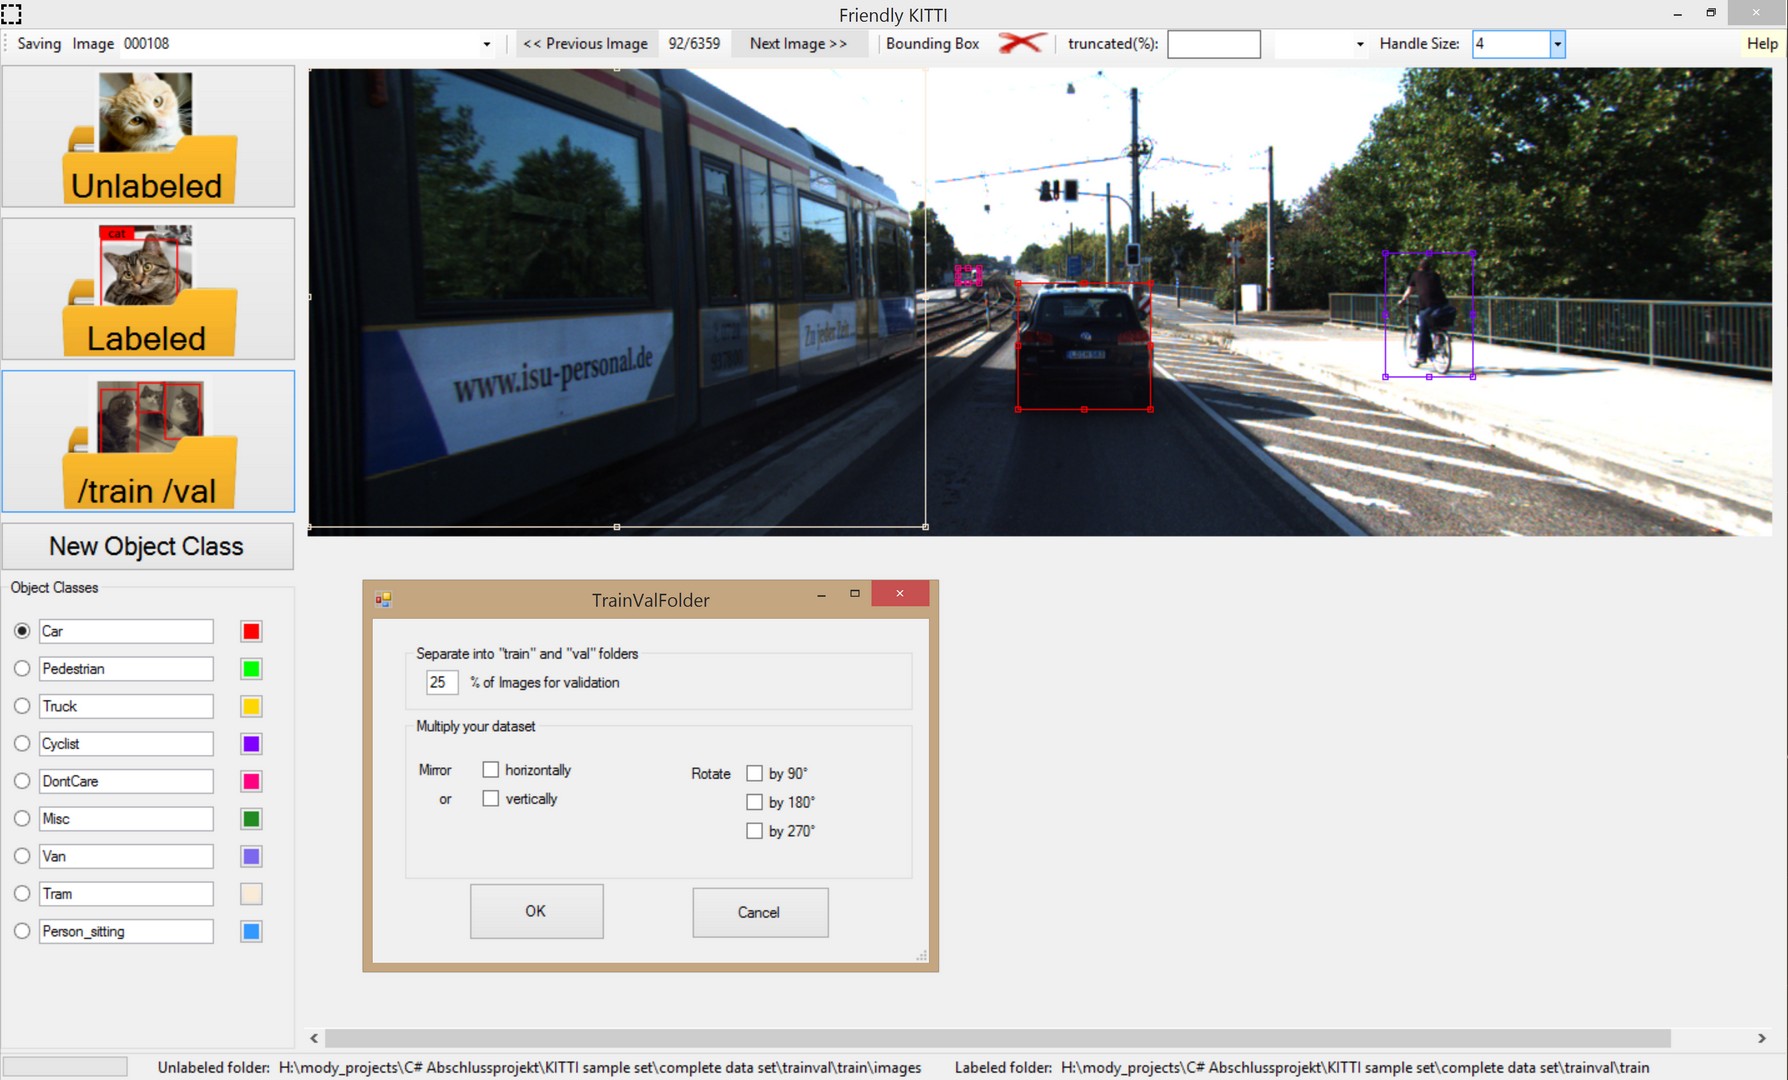 Friendly KITTI
Saving Image 000108 << Previous Image 92/6359 Next Image >> Bounding Box truncated(%): Handle Size: 4 Help
Unlabeled
cat
Labeled
/train /val
New Object Class
Object Classes
Car
Pedestrian
Truck
Cyclist
DontCare
Misc
Van
Tram
Person_sitting
www.isu-personal.de
Zu jeder Zeit
TrainValFolder
Separate into "train" and "val" folders
25 % of Images for validation
Multiply your dataset
Mirror horizontally
or vertically
Rotate by 90°
by 180°
by 270°
OK Cancel
Unlabeled folder: H:\mody_projects\C# Abschlussprojekt\KITTI sample set\complete data set\trainval\train\images Labeled folder: H:\mody_projects\C# Abschlussprojekt\KITTI sample set\complete data set\trainval\train